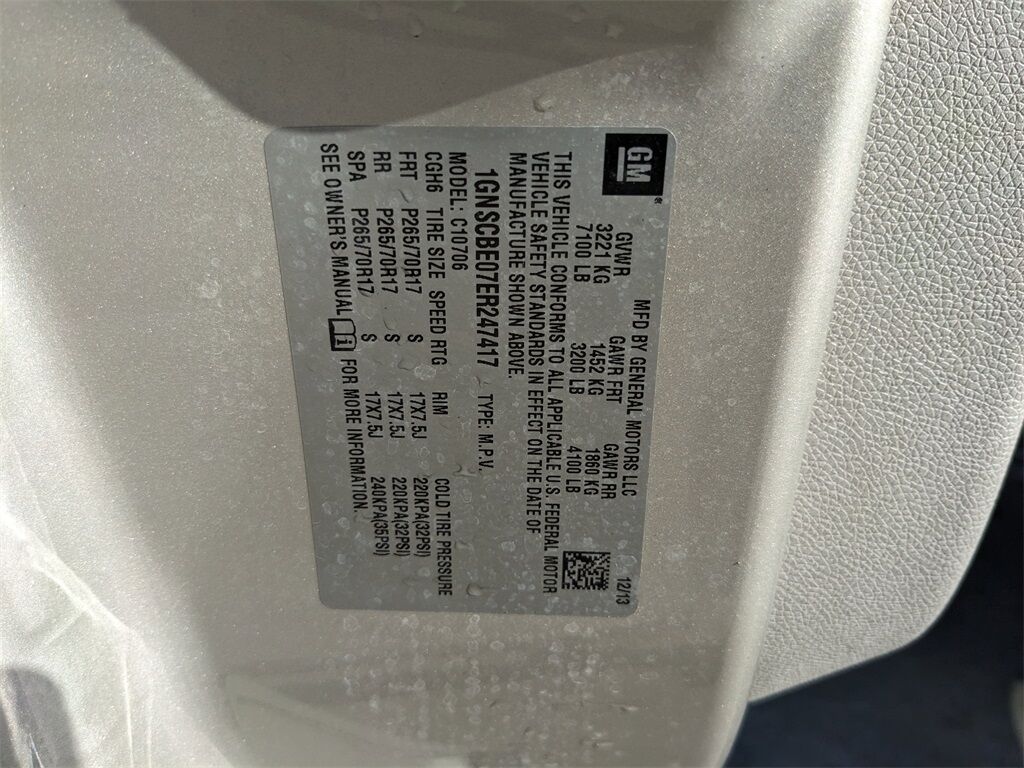 GM
MFD BY GENERAL MOTORS LLC 12/13
GVWR GAWR FRT GAWR RR
3221 KG 1452 KG 1860 KG
7100 LB 3200 LB 4100 LB
THIS VEHICLE CONFORMS TO ALL APPLICABLE U.S. FEDERAL MOTOR
VEHICLE SAFETY STANDARDS IN EFFECT ON THE DATE OF
MANUFACTURE SHOWN ABOVE.
1GNSCBE07ER247417 TYPE: M.P.V.
MODEL: C10706
CGH6 TIRE SIZE SPEED RTG RIM COLD TIRE PRESSURE
FRT P265/70R17 S 17X7.5J 220KPA(32PSI)
RR P265/70R17 S 17X7.5J 220KPA(32PSI)
SPA P265/70R17 S 17X7.5J 240KPA(35PSI)
SEE OWNER'S MANUAL i FOR MORE INFORMATION.